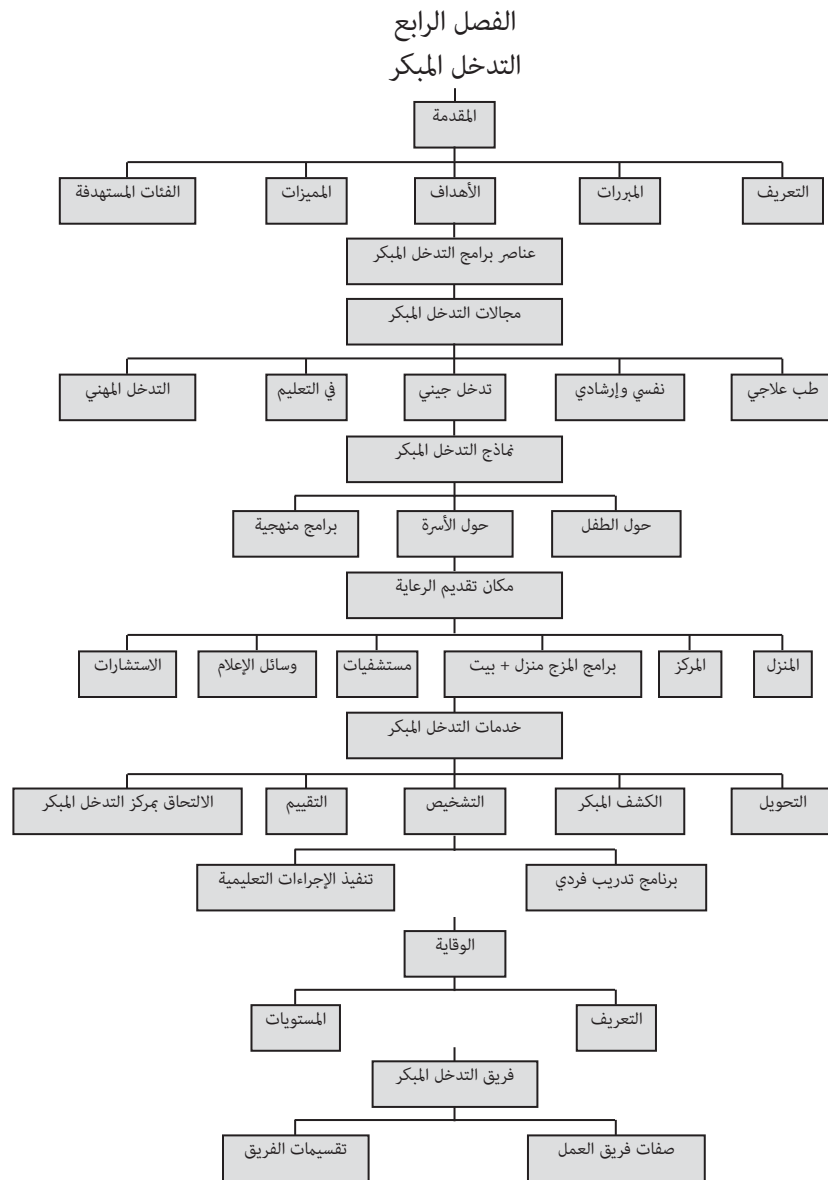 الفصل الرابع
التدخل المبكر
المقدمة
التعريف
المبررات
الأهداف
المميزات
الفئات المستهدفة
عناصر برامج التدخل المبكر
مجالات التدخل المبكر
طب علاجي
نفسي وإرشادي
تدخل جيني
في التعليم
التدخل المهني
نماذج التدخل المبكر
حول الطفل
حول الأسرة
برامج منهجية
مكان تقديم الرعاية
المنزل
المركز
برامج المزج منزل + بيت
مستشفيات
وسائل الإعلام
الاستشارات
خدمات التدخل المبكر
التحويل
الكشف المبكر
التشخيص
التقييم
الالتحاق بمركز التدخل المبكر
برنامج تدريب فردي
تنفيذ الإجراءات التعليمية
الوقاية
التعريف
المستويات
فريق التدخل المبكر
صفات فريق العمل
تقسيمات الفريق